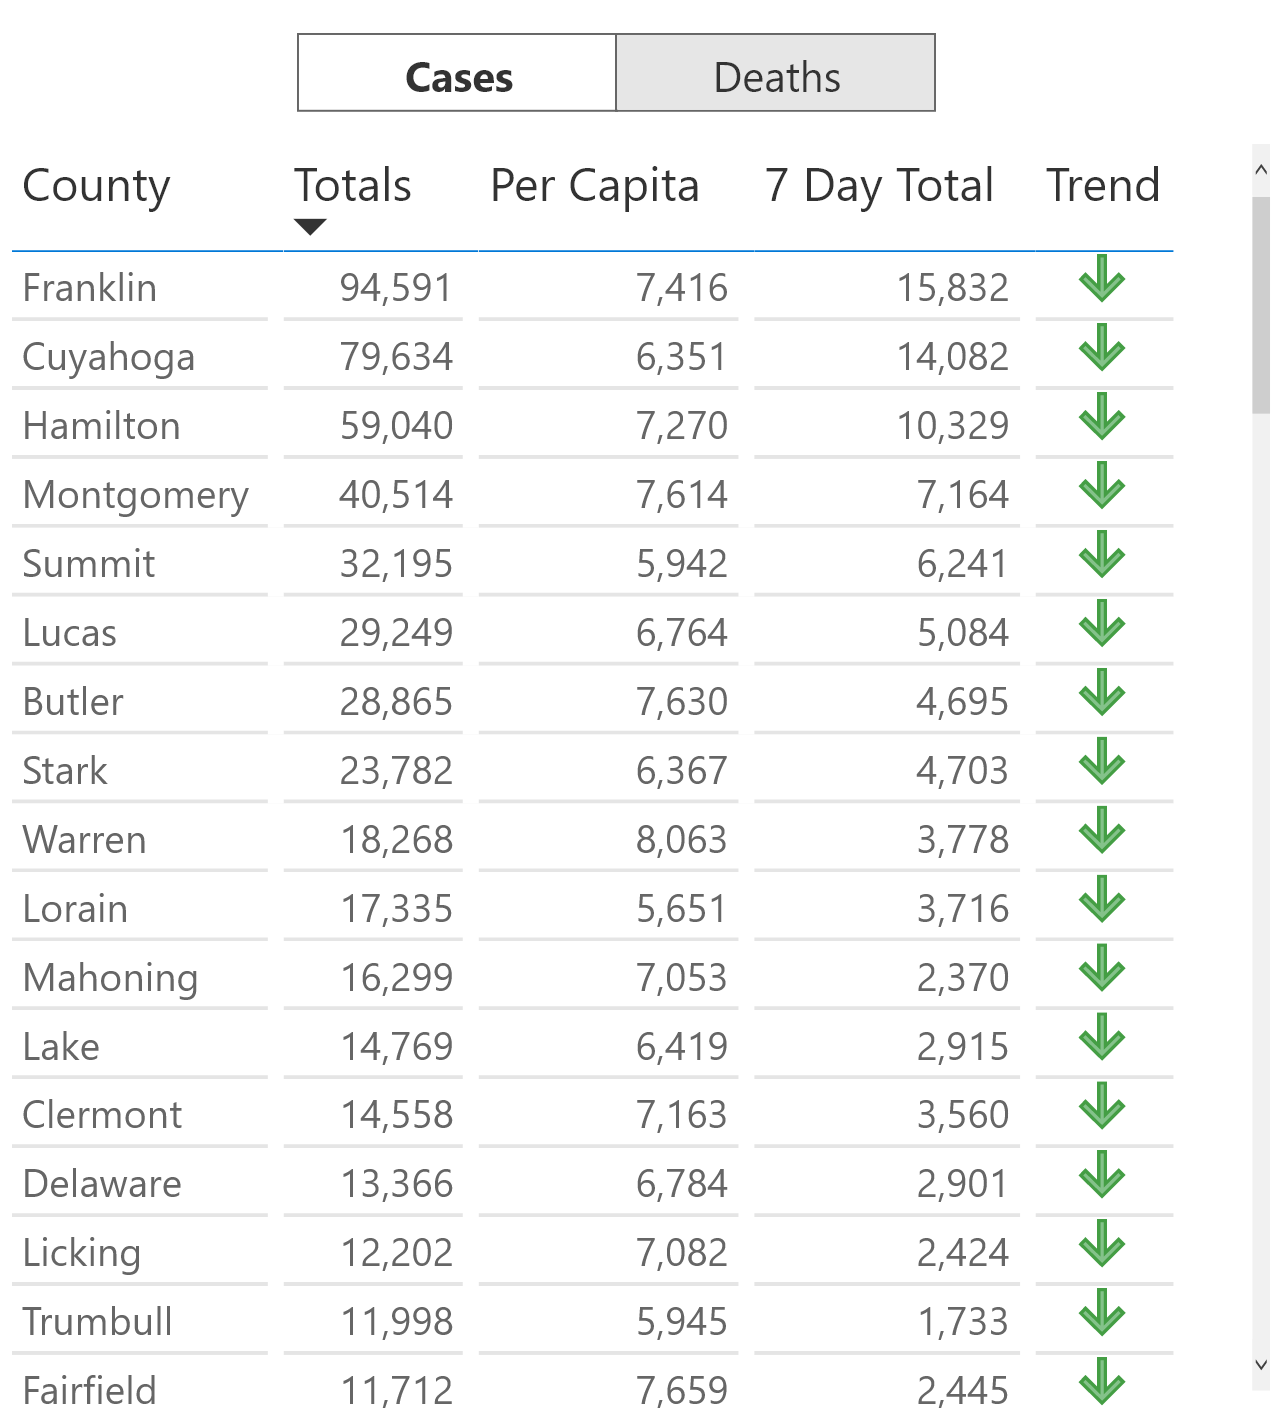 Cases Deaths
County Totals Per Capita 7 Day Total Trend
Franklin 94,591 7,416 15,832
Cuyahoga 79,634 6,351 14,082
Hamilton 59,040 7,270 10,329
Montgomery 40,514 7,614 7,164
Summit 32,195 5,942 6,241
Lucas 29,249 6,764 5,084
Butler 28,865 7,630 4,695
Stark 23,782 6,367 4,703
Warren 18,268 8,063 3,778
Lorain 17,335 5,651 3,716
Mahoning 16,299 7,053 2,370
Lake 14,769 6,419 2,915
Clermont 14,558 7,163 3,560
Delaware 13,366 6,784 2,901
Licking 12,202 7,082 2,424
Trumbull 11,998 5,945 1,733
Fairfield 11,712 7,659 2,445